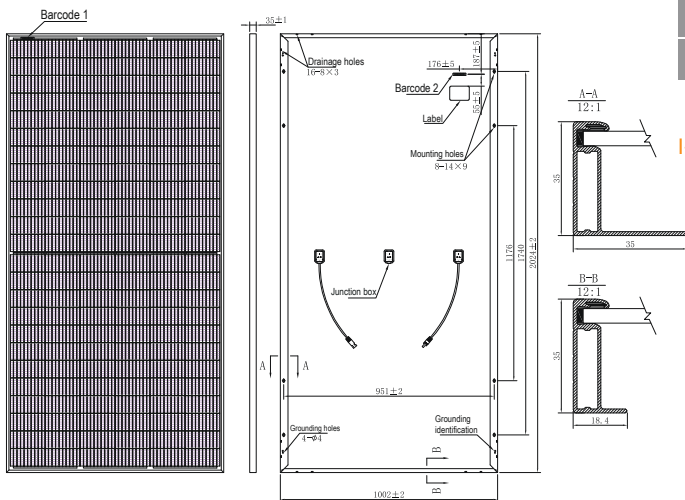 Barcode 1
35±1
Drainage holes
16-8×3
176±5
187±5
Barcode 2
55±5
Label
Mounting holes
8-14×9
1176
1740
2024±2
Junction box
A
A
951±2
Grounding holes
4-φ4
Grounding
identification
B
B
1002±2
A-A
12:1
35
35
B-B
12:1
35
18.4